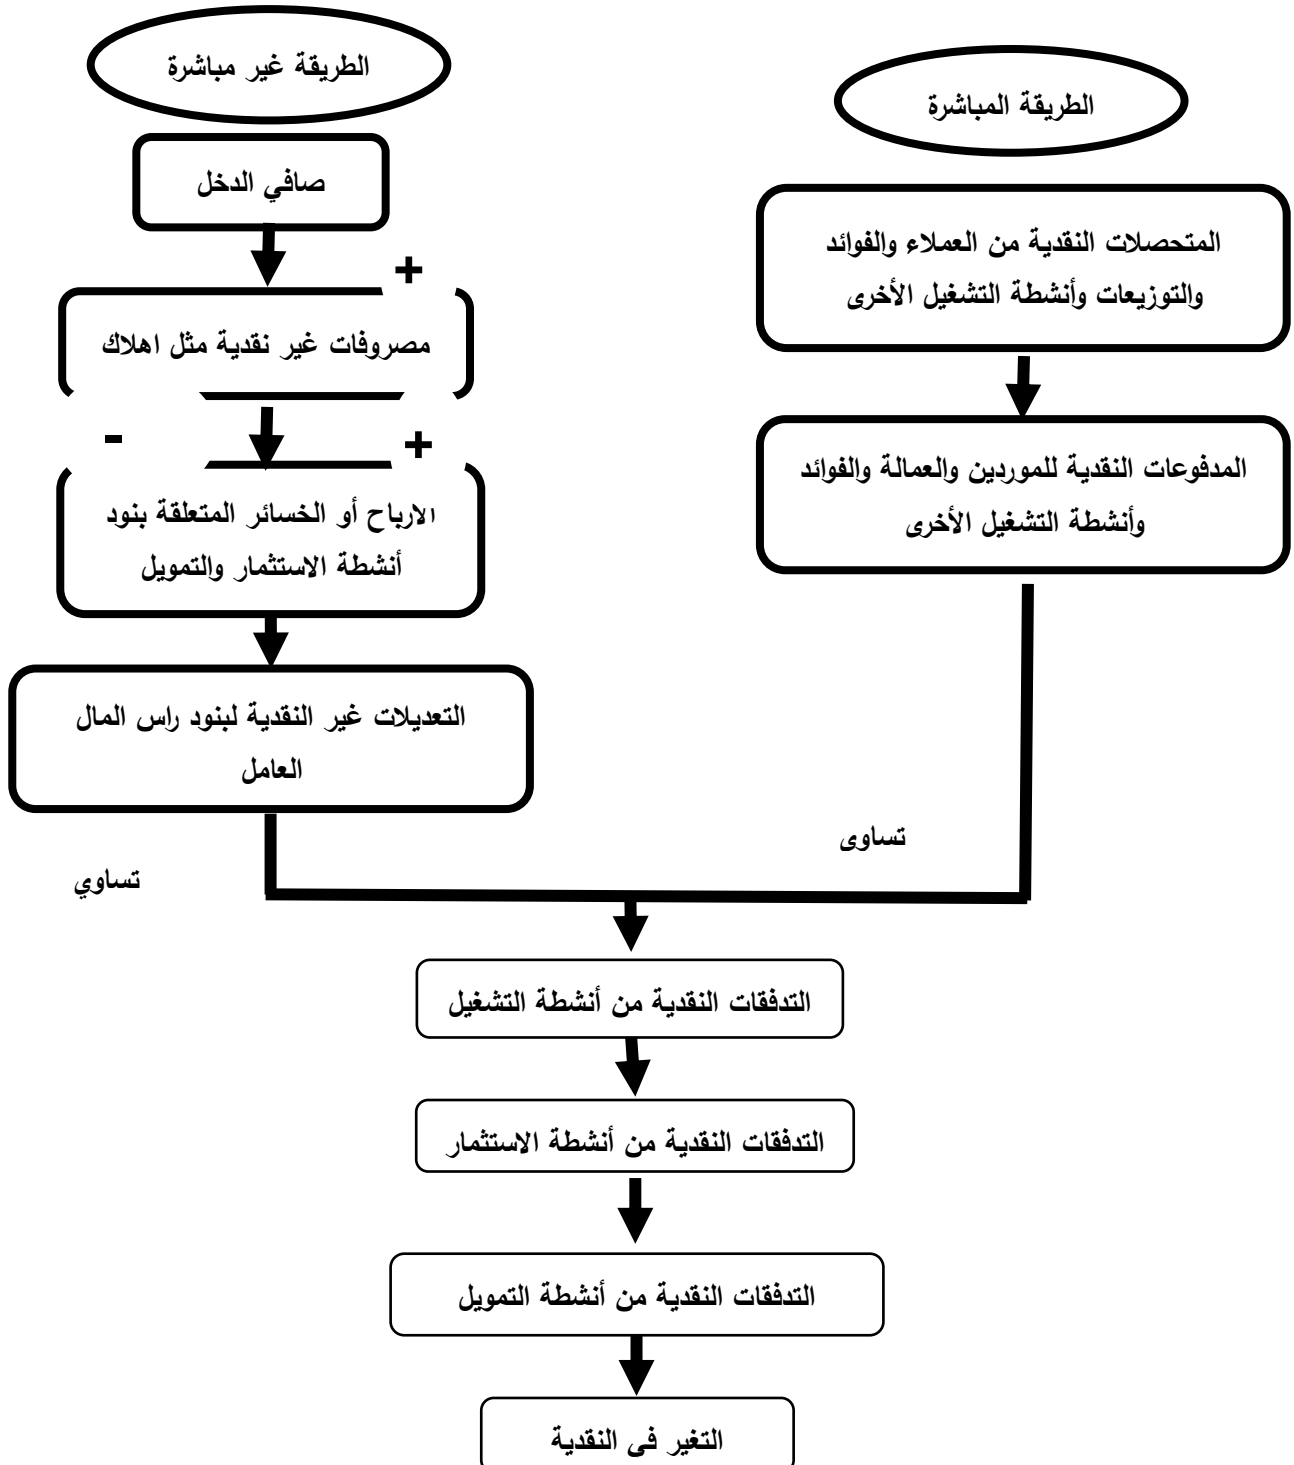 الطريقة غير مباشرة
الطريقة المباشرة
صافي الدخل
المتحصلات النقدية من العملاء والفوائد
والتوزيعات وأنشطة التشغيل الأخرى
+
مصروفات غير نقدية مثل اهلاك
-
+
المدفوعات النقدية للموردين والعمالة والفوائد
وأنشطة التشغيل الأخرى
الارباح أو الخسائر المتعلقة بنود
أنشطة الاستثمار والتمويل
التعديلات غير النقدية لبنود راس المال
العامل
تساوى
تساوي
التدفقات النقدية من أنشطة التشغيل
التدفقات النقدية من أنشطة الاستثمار
التدفقات النقدية من أنشطة التمويل
التغير فى النقدية